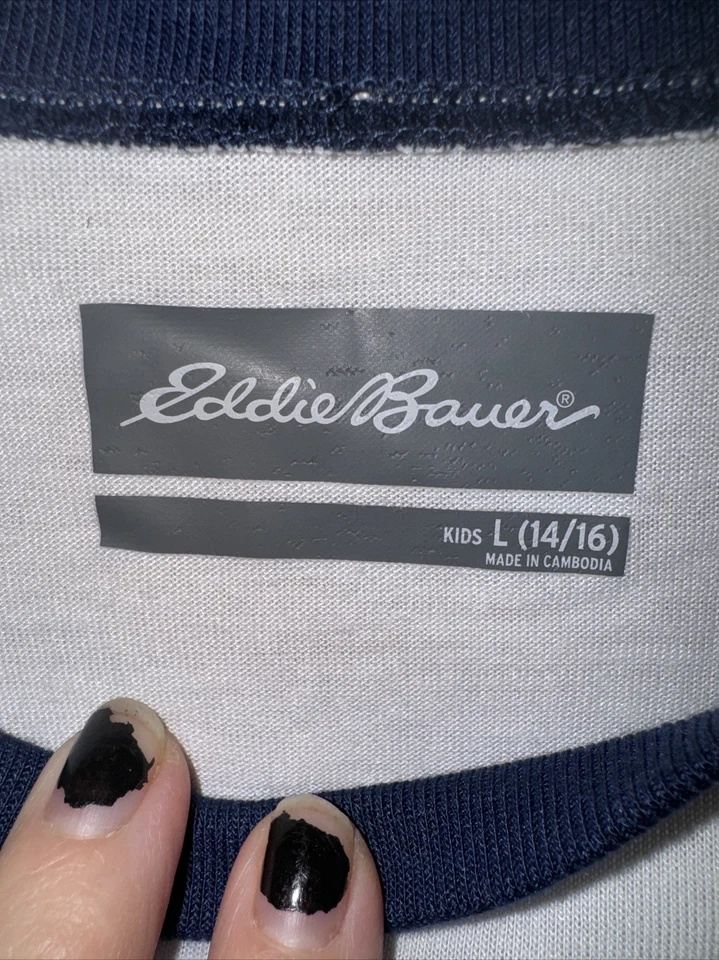 Eddie Bauer®
KIDS L (14/16)
MADE IN CAMBODIA